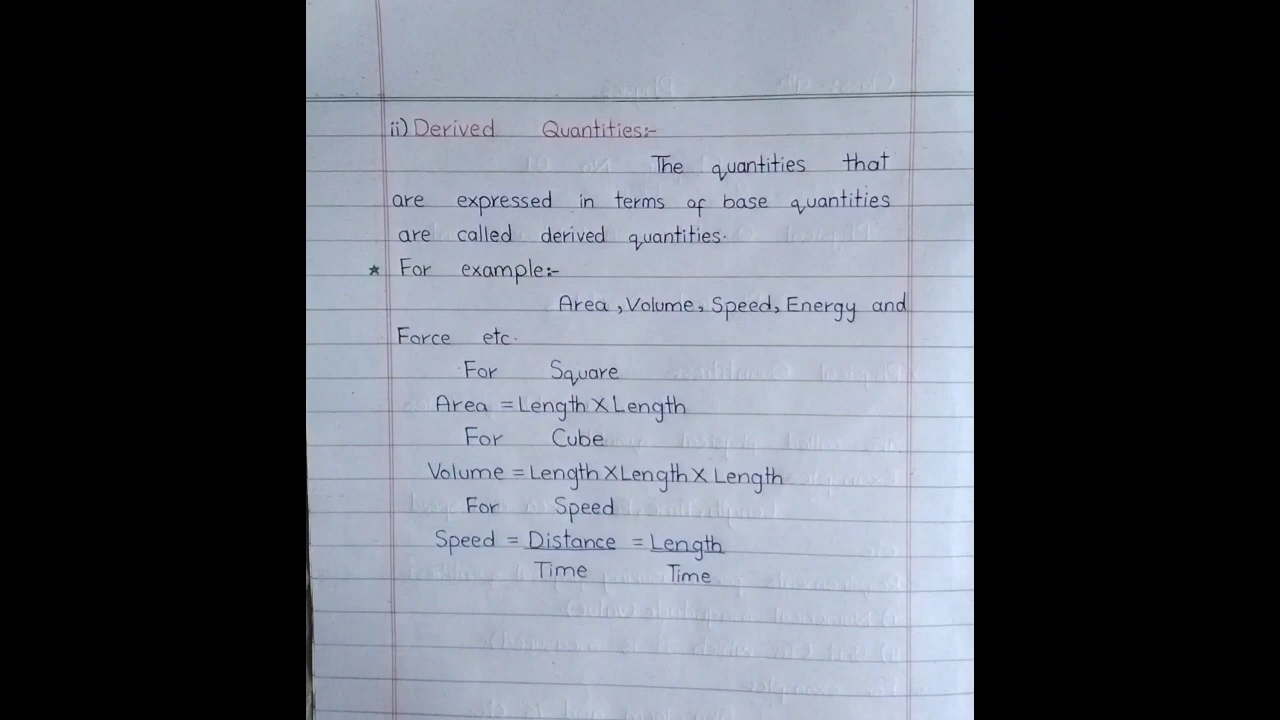 ii) Derived Quantities:-
The quantities that
are expressed in terms of base quantities
are called derived quantities.
* For example:-
Area, Volume, Speed, Energy and
Force etc.
For Square
Area = Length X Length
For Cube
Volume = Length X Length X Length
For Speed
Speed = Distance = Length
Time Time